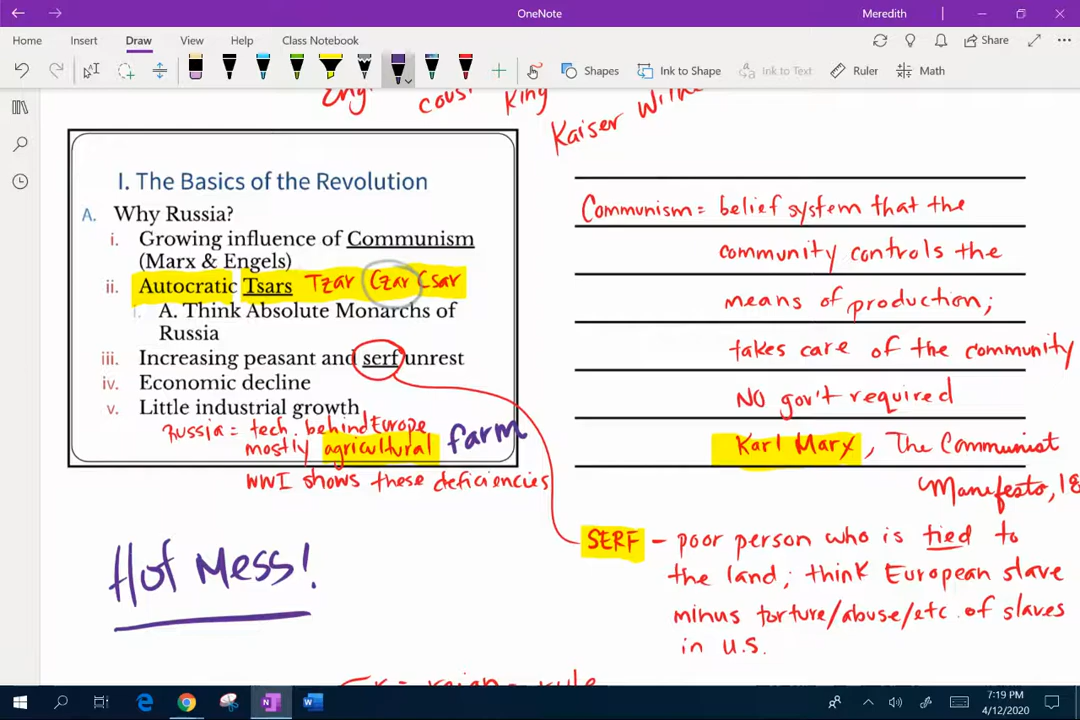 OneNote
Meredith
Home Insert Draw View Help Class Notebook
Share
Shapes Ink to Shape Ink to Text Ruler Math
cousi King
Kaiser
I. The Basics of the Revolution
A. Why Russia?
i. Growing influence of Communism
(Marx & Engels)
ii. Autocratic Tsars Tzar Czar Csar
i. A. Think Absolute Monarchs of
Russia
iii. Increasing peasant and serf unrest
iv. Economic decline
v. Little industrial growth
Russia = tech. behind Europe
mostly agricultural farm
WWI shows these deficiencies
Hot Mess!
Communism = belief system that the
community controls the
means of production;
takes care of the community
NO gov't required
Karl Marx, The Communist
Manifesto, 18
SERF - poor person who is tied to
the land; think European slave
minus torture/abuse/etc. of slaves
in U.S.
= reign = rule
7:19 PM
4/12/2020